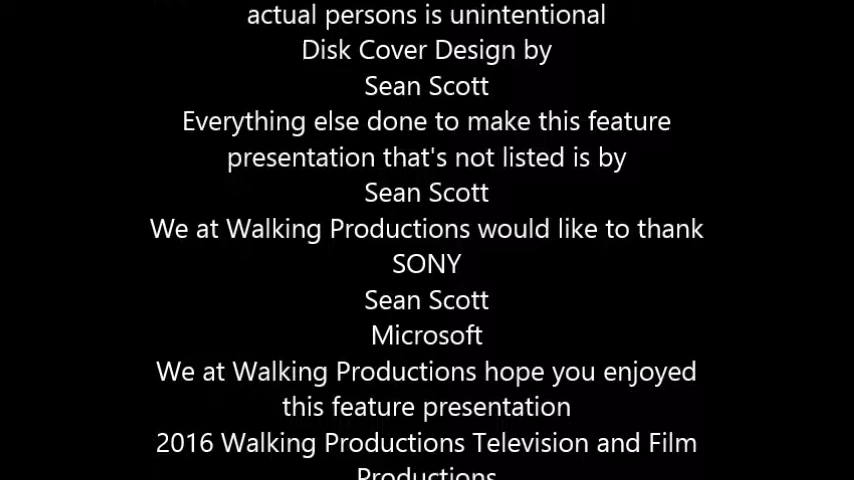 actual persons is unintentional
Disk Cover Design by
Sean Scott
Everything else done to make this feature
presentation that's not listed is by
Sean Scott
We at Walking Productions would like to thank
SONY
Sean Scott
Microsoft
We at Walking Productions hope you enjoyed
this feature presentation
2016 Walking Productions Television and Film
Productions